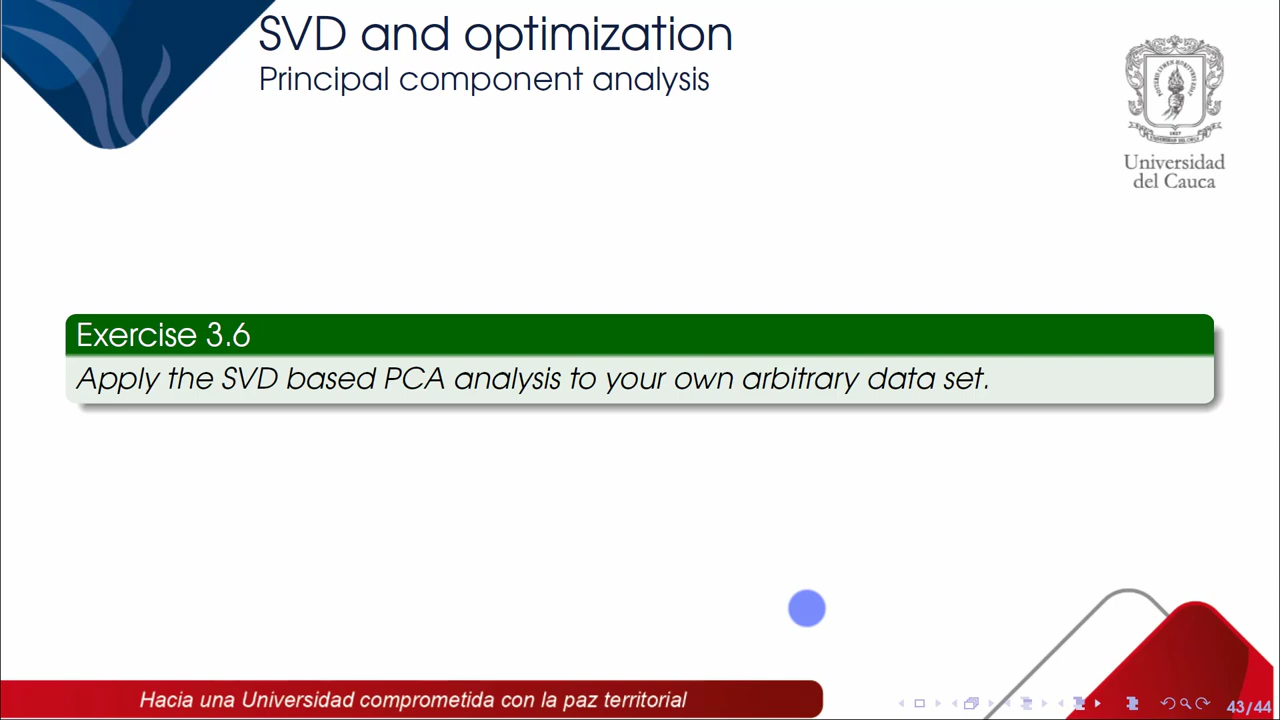 SVD and optimization
Principal component analysis
Universidad
del Cauca
Exercise 3.6
Apply the SVD based PCA analysis to your own arbitrary data set.
Hacia una Universidad comprometida con la paz territorial
43/44